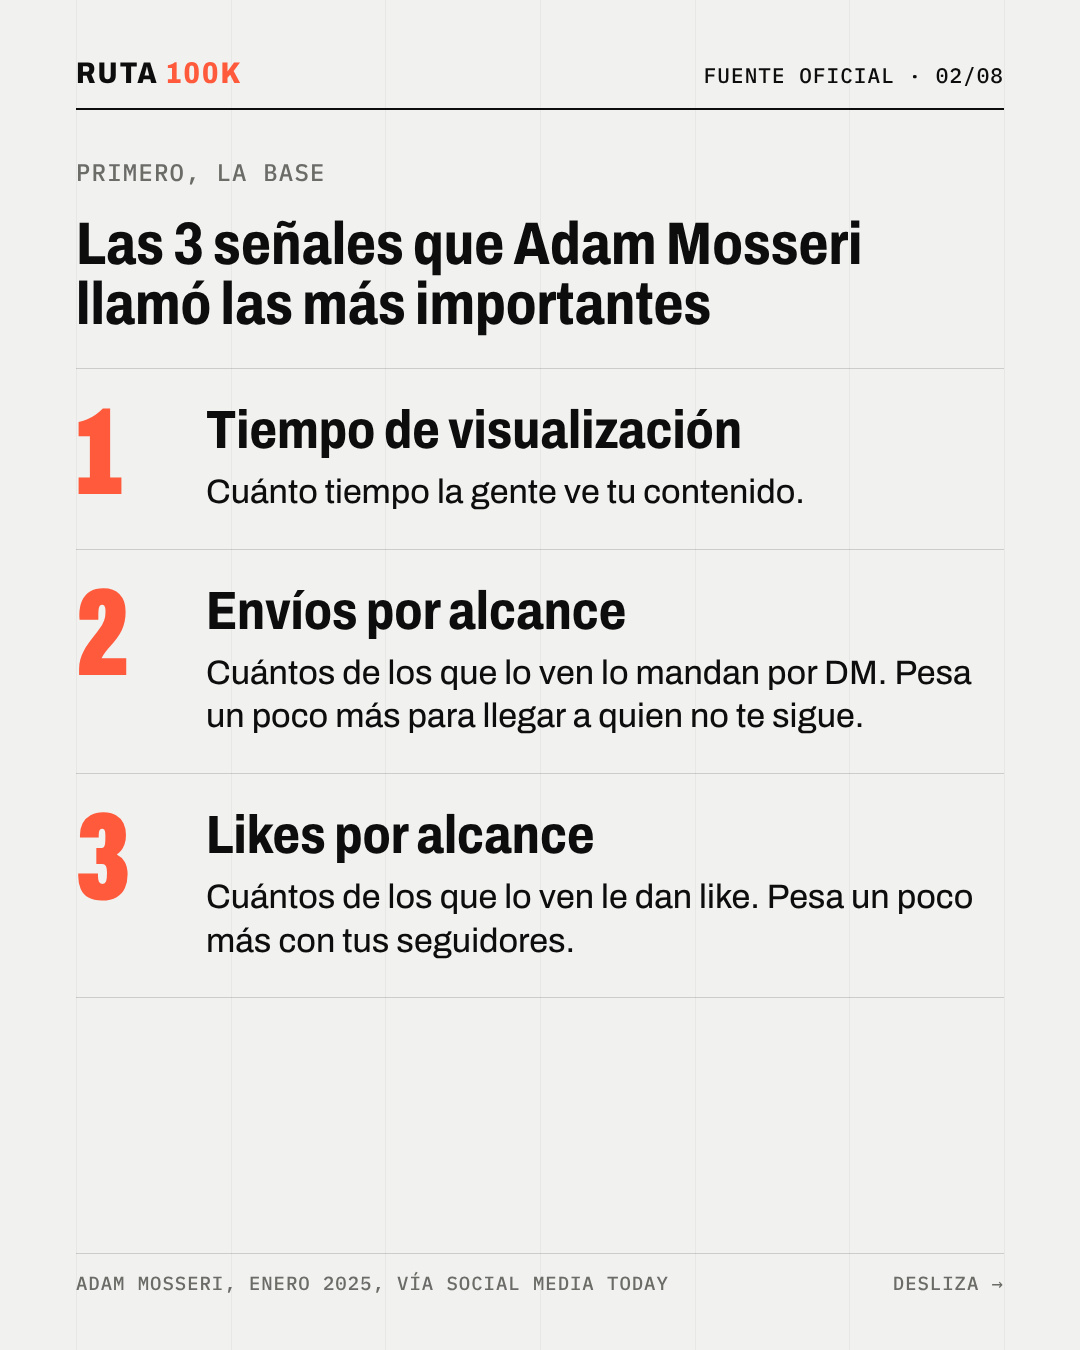 RUTA 100K
FUENTE OFICIAL · 02/08
PRIMERO, LA BASE
Las 3 señales que Adam Mosseri
llamó las más importantes
1
Tiempo de visualización
Cuánto tiempo la gente ve tu contenido.
2
Envíos por alcance
Cuántos de los que lo ven lo mandan por DM. Pesa
un poco más para llegar a quien no te sigue.
3
Likes por alcance
Cuántos de los que lo ven le dan like. Pesa un poco
más con tus seguidores.
ADAM MOSSERI, ENERO 2025, VÍA SOCIAL MEDIA TODAY
DESLIZA →